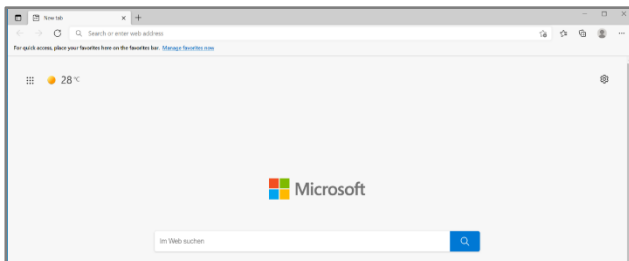 New tab
Search or enter web address
For quick access, place your favorites here on the favorites bar. Manage favorites now
28 °C
Microsoft
Im Web suchen